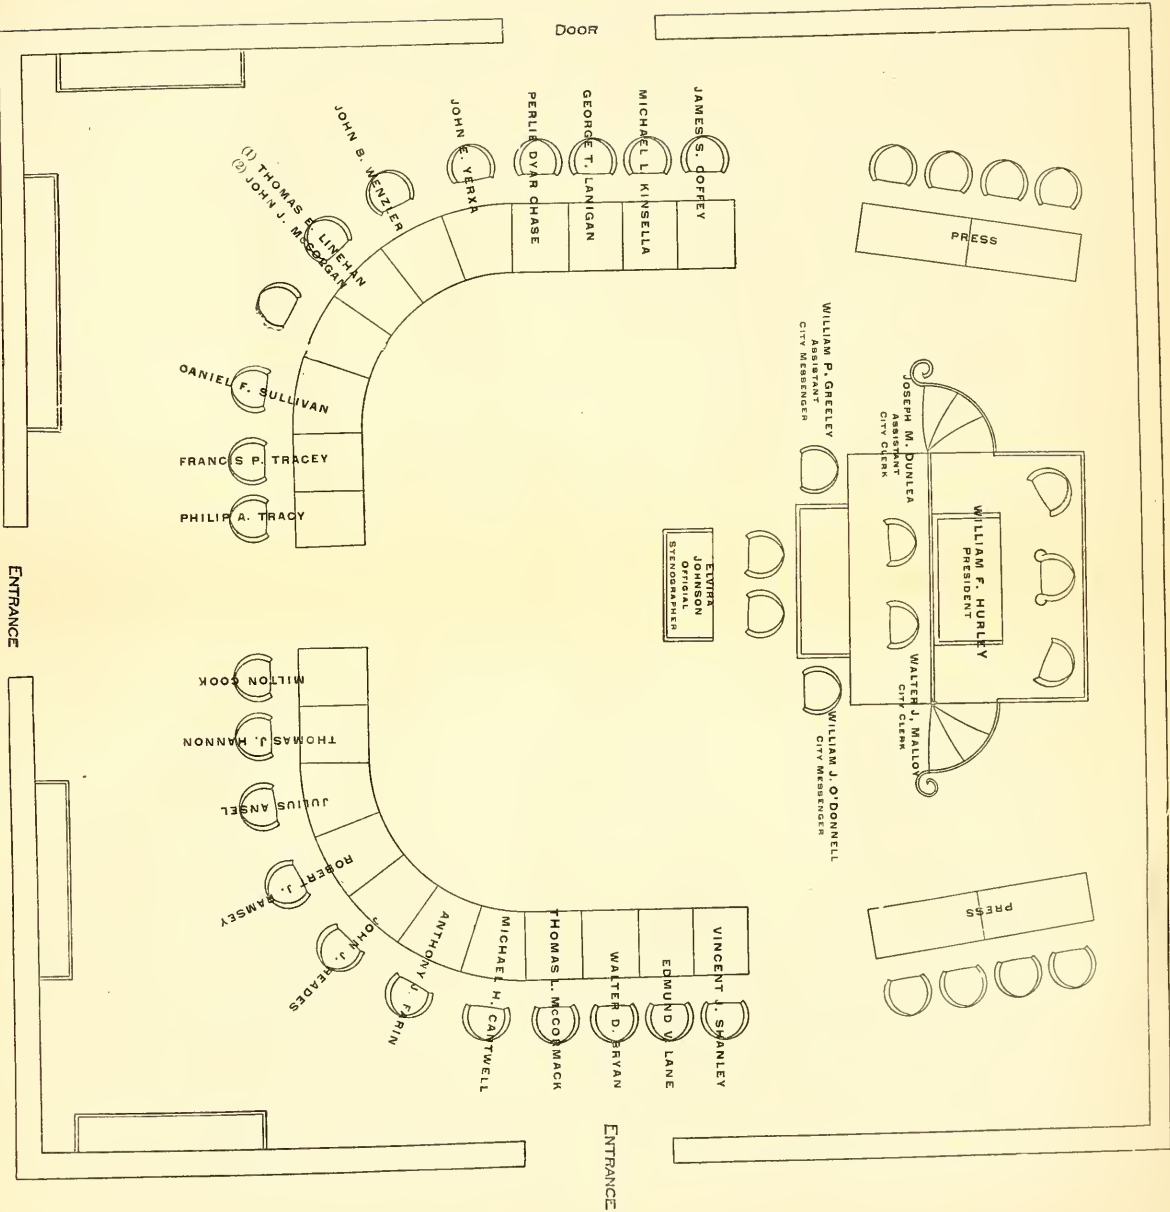 DOOR
JOHN B. WENZLER
JOHN E. YERXA
PERLIE DYAR CHASE
GEORGE T. LANIGAN
MICHAEL L. KINSELLA
JAMES S. COFFEY
(1) THOMAS E. LINEHAN
(2) JOHN J. McGORGAN
DANIEL F. SULLIVAN
FRANCIS P. TRACEY
PHILIP A. TRACY
PRESS
WILLIAM P. GREELEY
ASSISTANT
CITY MESSENGER
JOSEPH M. DUNLEA
ASSISTANT
CITY CLERK
WILLIAM F. HURLEY
PRESIDENT
ELVIRA
JOHNSON
OFFICIAL
STENOGRAPHER
WALTER J. MALLOY
CITY CLERK
WILLIAM J. O'DONNELL
CITY MESSENGER
ENTRANCE
MILTON COOK
THOMAS J. HANNON
JULIUS ANSEL
ROBERT J. RAMSEY
JOHN J. HEADES
ANTHONY J. FARIN
MICHAEL H. CANTWELL
THOMAS L. McCORMACK
WALTER D. BRYAN
EDMUND V. LANE
VINCENT J. SHANLEY
PRESS
ENTRANCE